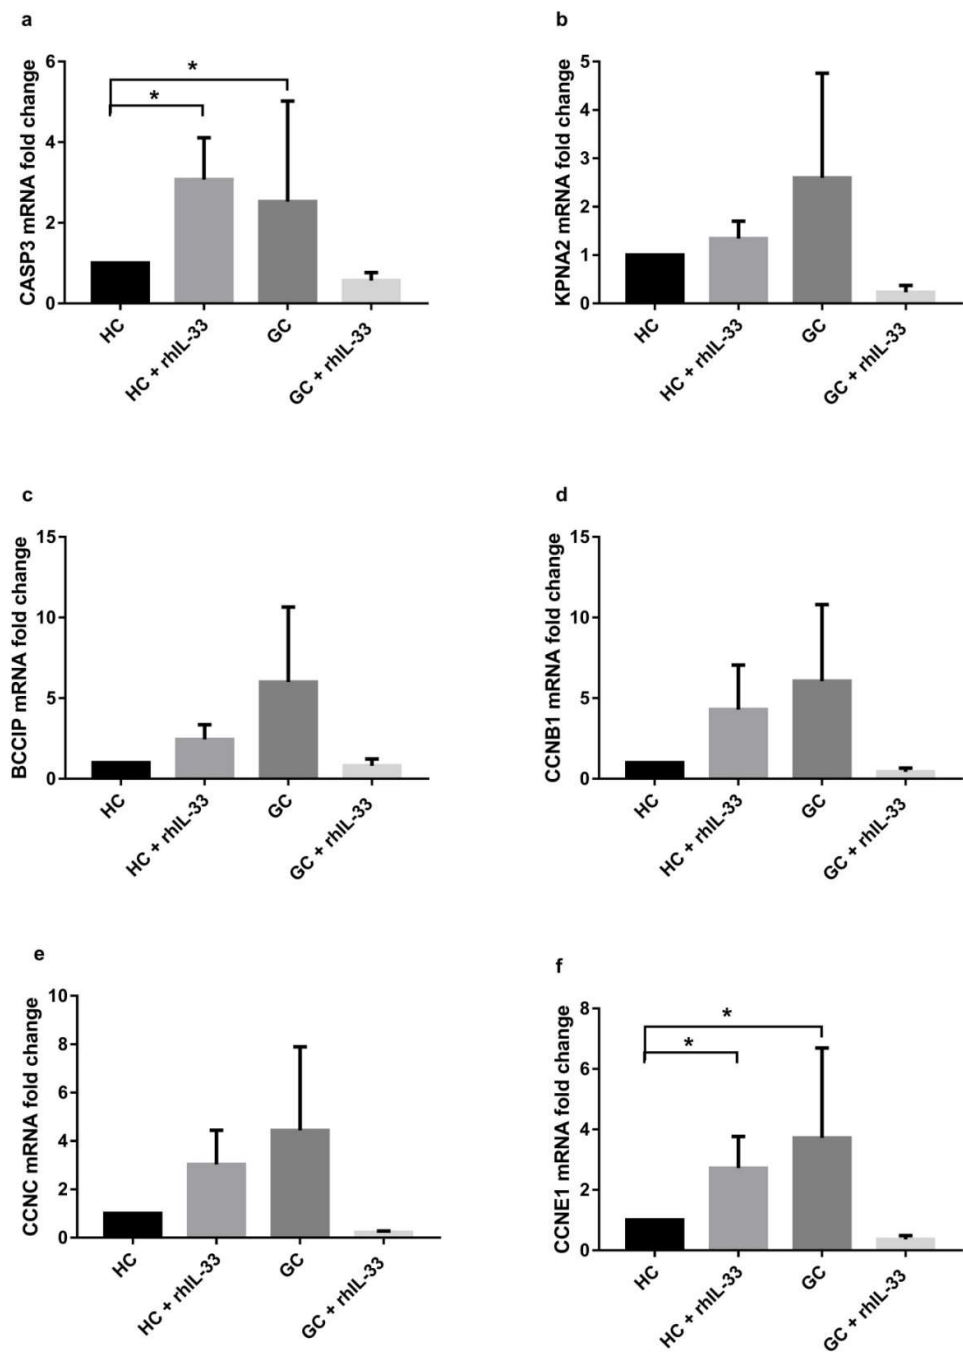 a
CASP3 mRNA fold change
6
4
2
0
*
*
HC
HC + rhIL-33
GC
GC + rhIL-33
b
KPNA2 mRNA fold change
5
4
3
2
1
0
HC
HC + rhIL-33
GC
GC + rhIL-33
c
BCCIP mRNA fold change
15
10
5
0
HC
HC + rhIL-33
GC
GC + rhIL-33
d
CCNB1 mRNA fold change
15
10
5
0
HC
HC + rhIL-33
GC
GC + rhIL-33
e
CCNC mRNA fold change
10
8
6
4
2
0
HC
HC + rhIL-33
GC
GC + rhIL-33
f
CCNE1 mRNA fold change
8
6
4
2
0
*
*
HC
HC + rhIL-33
GC
GC + rhIL-33